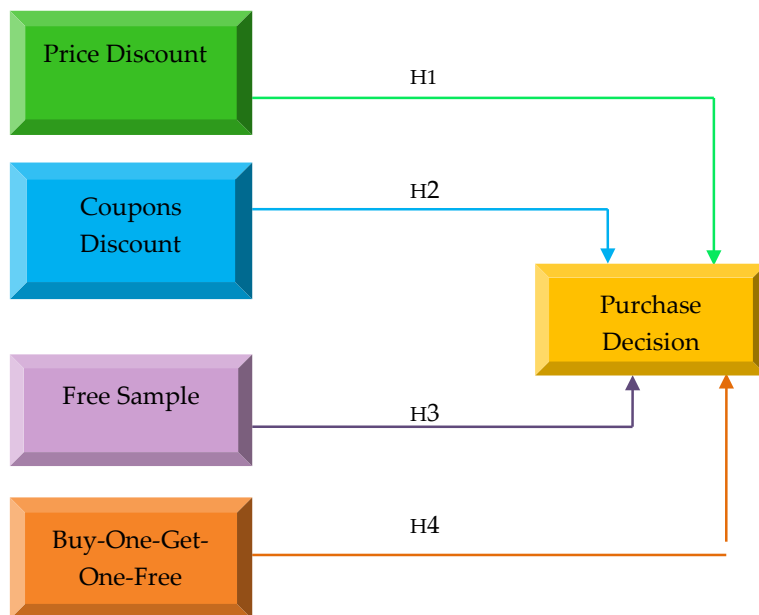 Price Discount
H1
Coupons
Discount
H2
Purchase
Decision
Free Sample
H3
Buy-One-Get-
One-Free
H4